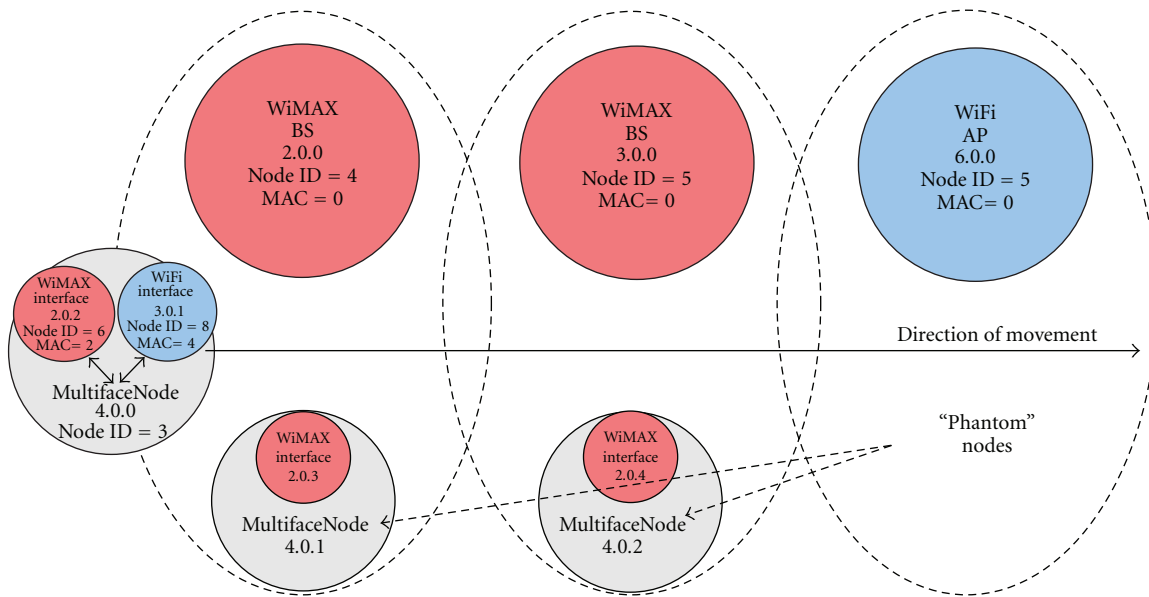 WiMAX
BS
2.0.0
Node ID = 4
MAC = 0
WiMAX
BS
3.0.0
Node ID = 5
MAC= 0
WiFi
AP
6.0.0
Node ID = 5
MAC= 0
WiMAX
interface
2.0.2
Node ID = 6
MAC= 2
WiFi
interface
3.0.1
Node ID = 8
MAC= 4
MultifaceNode
4.0.0
Node ID = 3
Direction of movement
WiMAX
interface
2.0.3
MultifaceNode
4.0.1
WiMAX
interface
2.0.4
MultifaceNode
4.0.2
“Phantom”
nodes